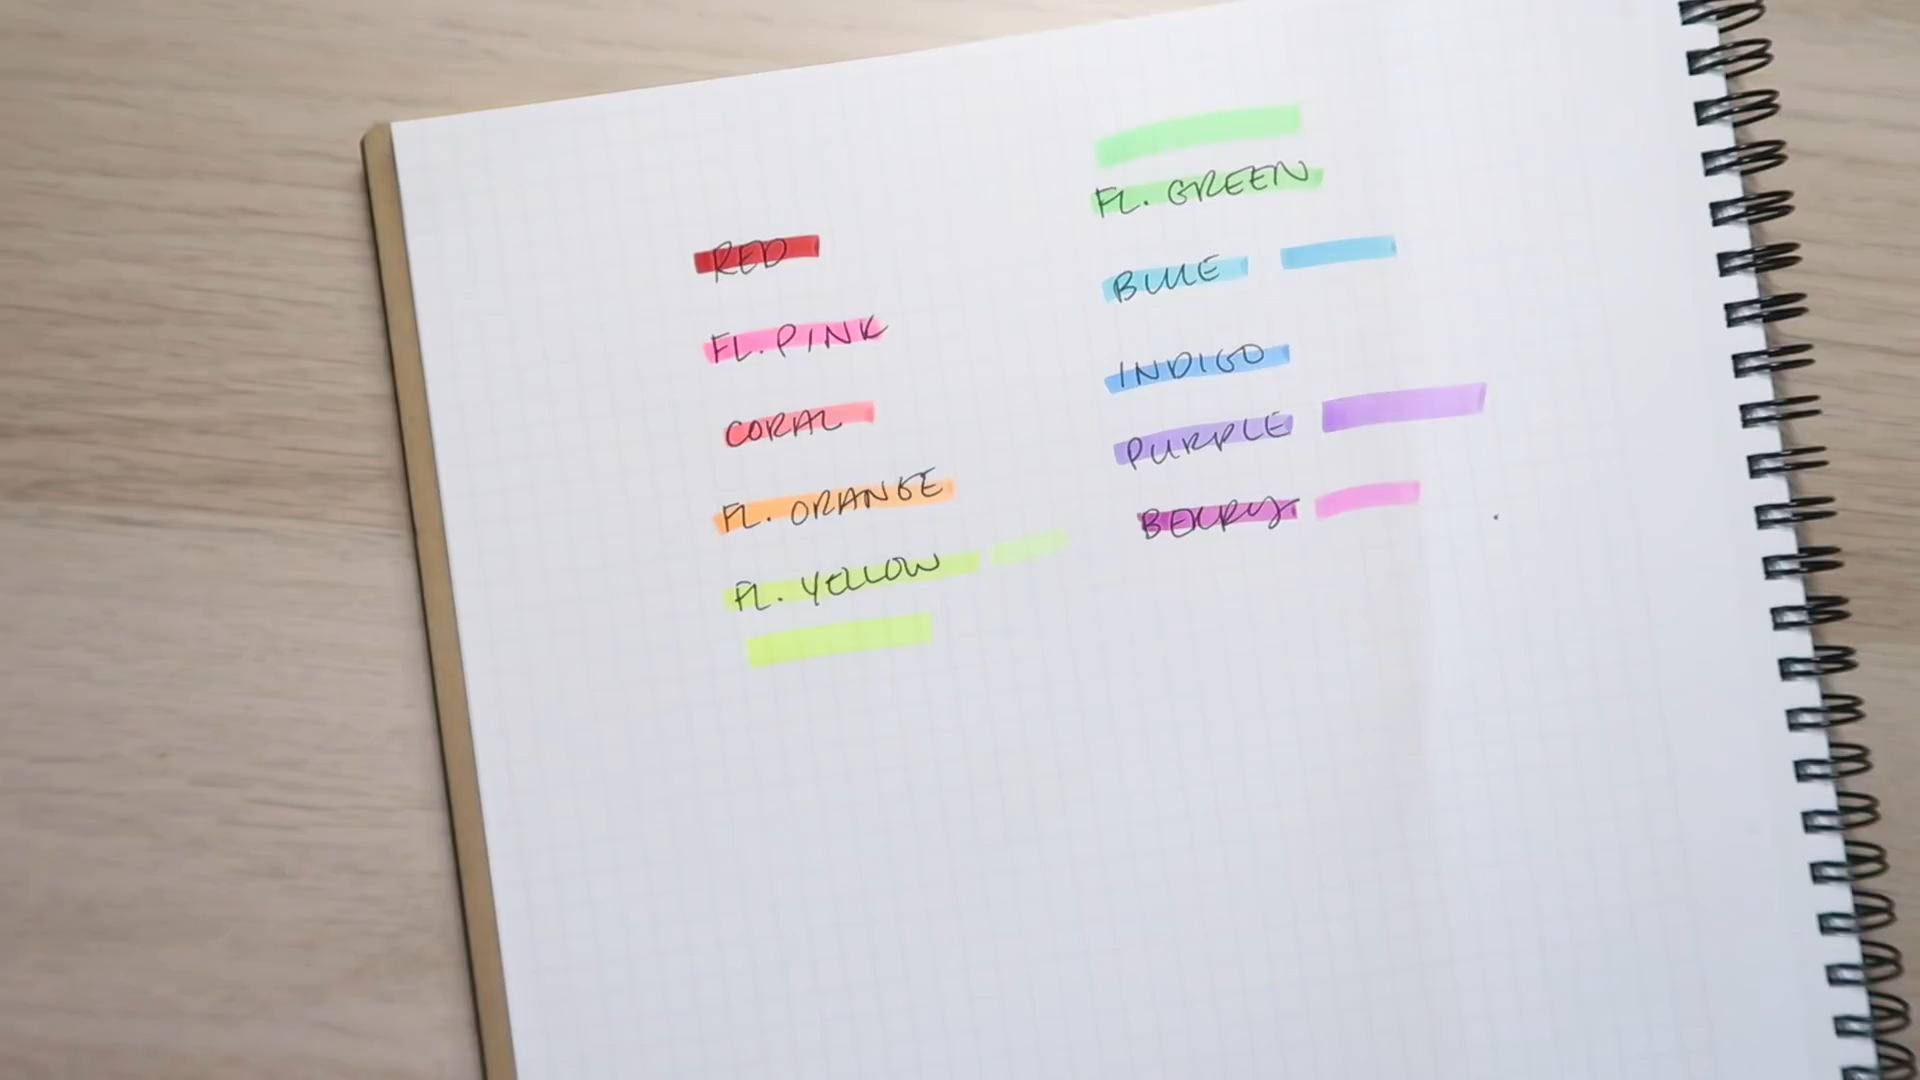 RED
FL. PINK
CORAL
FL. ORANGE
FL. YELLOW
FL. GREEN
BLUE
INDIGO
PURPLE
BERRY